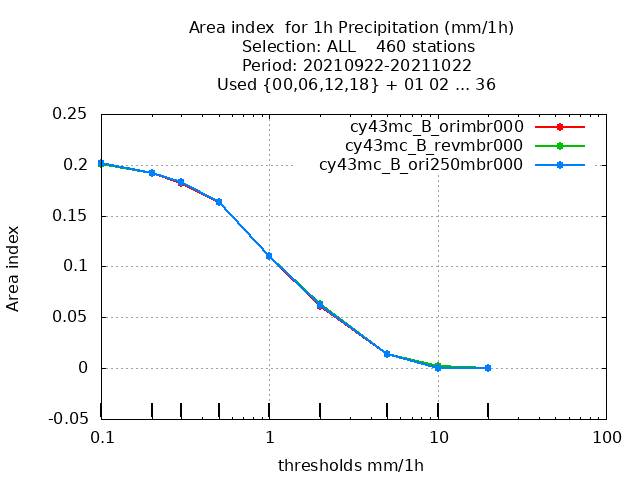 Area index  for 1h Precipitation (mm/1h)
Selection: ALL    460 stations
Period: 20210922-20211022
Used {00,06,12,18} + 01 02 ... 36
cy43mc_B_orimbr000
cy43mc_B_revmbr000
cy43mc_B_ori250mbr000
0.25
0.2
0.15
0.1
0.05
0
-0.05
Area index
0.1 1 10 100
thresholds mm/1h